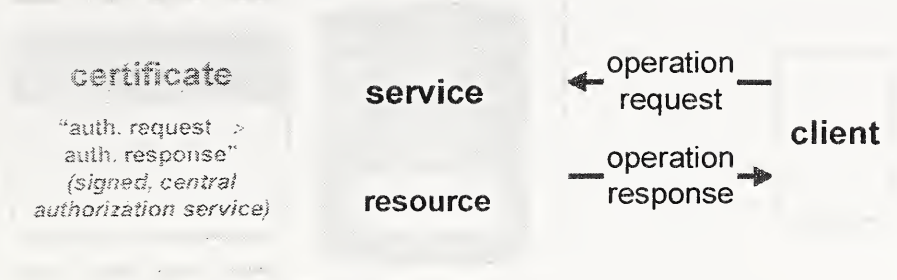 certificate
"auth. request >
auth. response"
(signed, central
authorization service)
service
resource
operation
request
operation
response
client